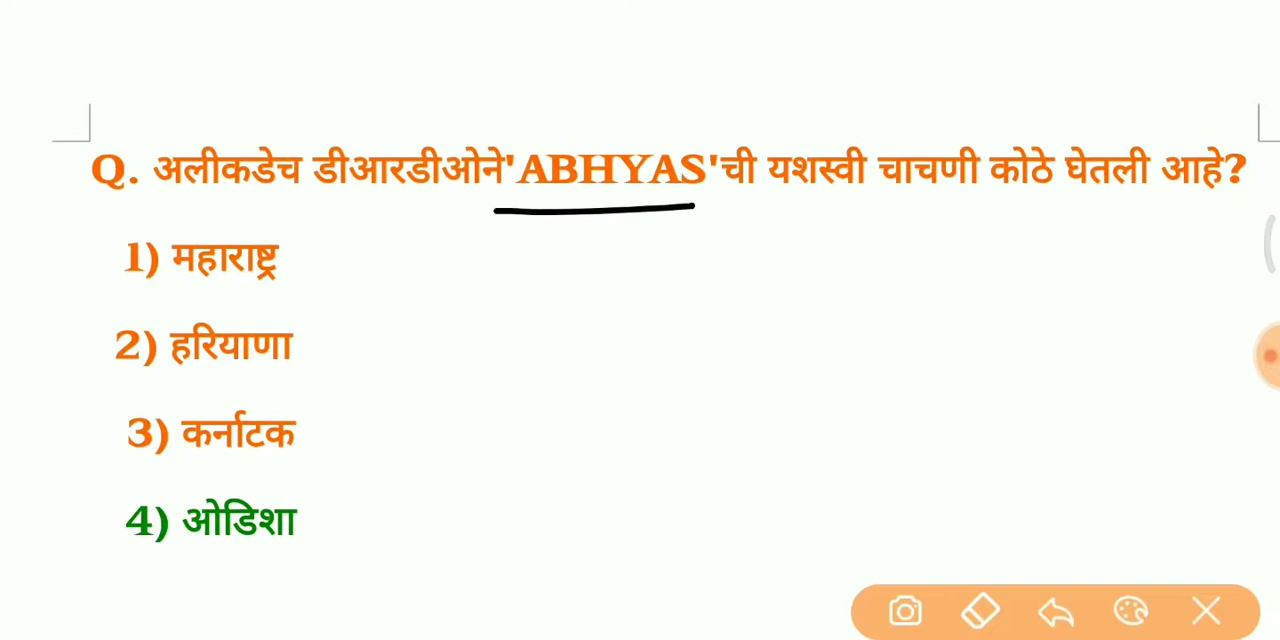 Q. अलीकडेच डीआरडीओने'ABHYAS'ची यशस्वी चाचणी कोठे घेतली आहे?
1) महाराष्ट्र
2) हरियाणा
3) कर्नाटक
4) ओडिशा